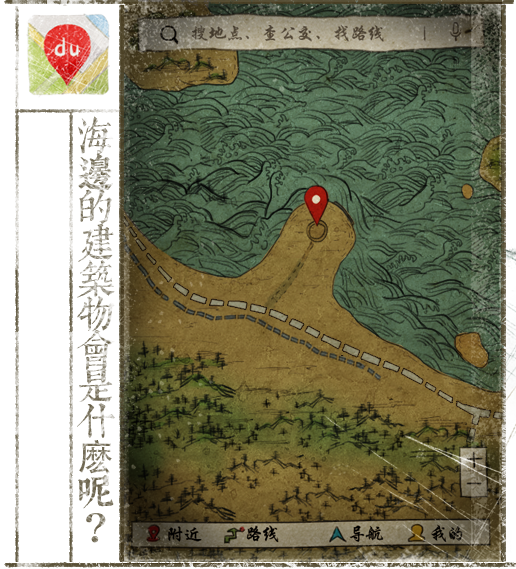 du
海邊的建築物會是什麽呢？
搜地点、查公交、找路线
附近
路线
导航
我的